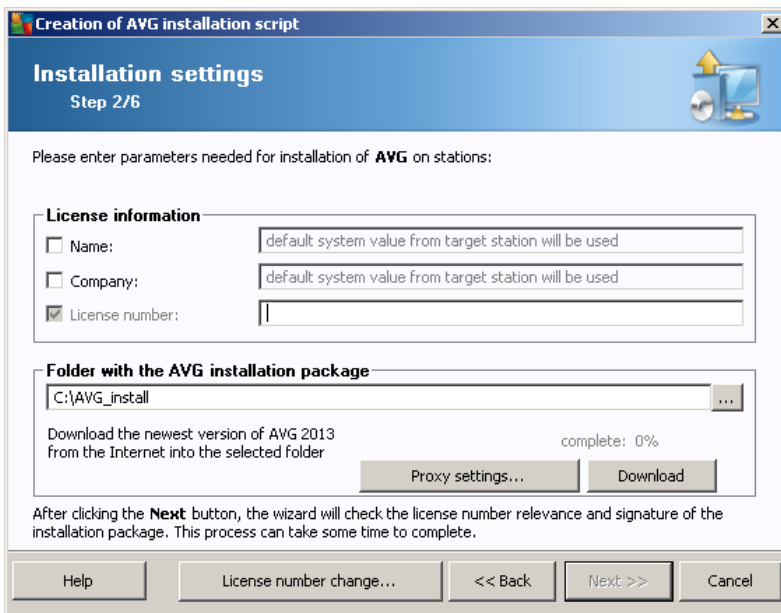 Creation of AVG installation script
Installation settings
Step 2/6
Please enter parameters needed for installation of AVG on stations:
License information
Name:
default system value from target station will be used
Company:
default system value from target station will be used
License number:
Folder with the AVG installation package
C:\AVG_install
...
Download the newest version of AVG 2013
from the Internet into the selected folder
complete: 0%
Proxy settings...
Download
After clicking the Next button, the wizard will check the license number relevance and signature of the
installation package. This process can take some time to complete.
Help
License number change...
<< Back
Next >>
Cancel